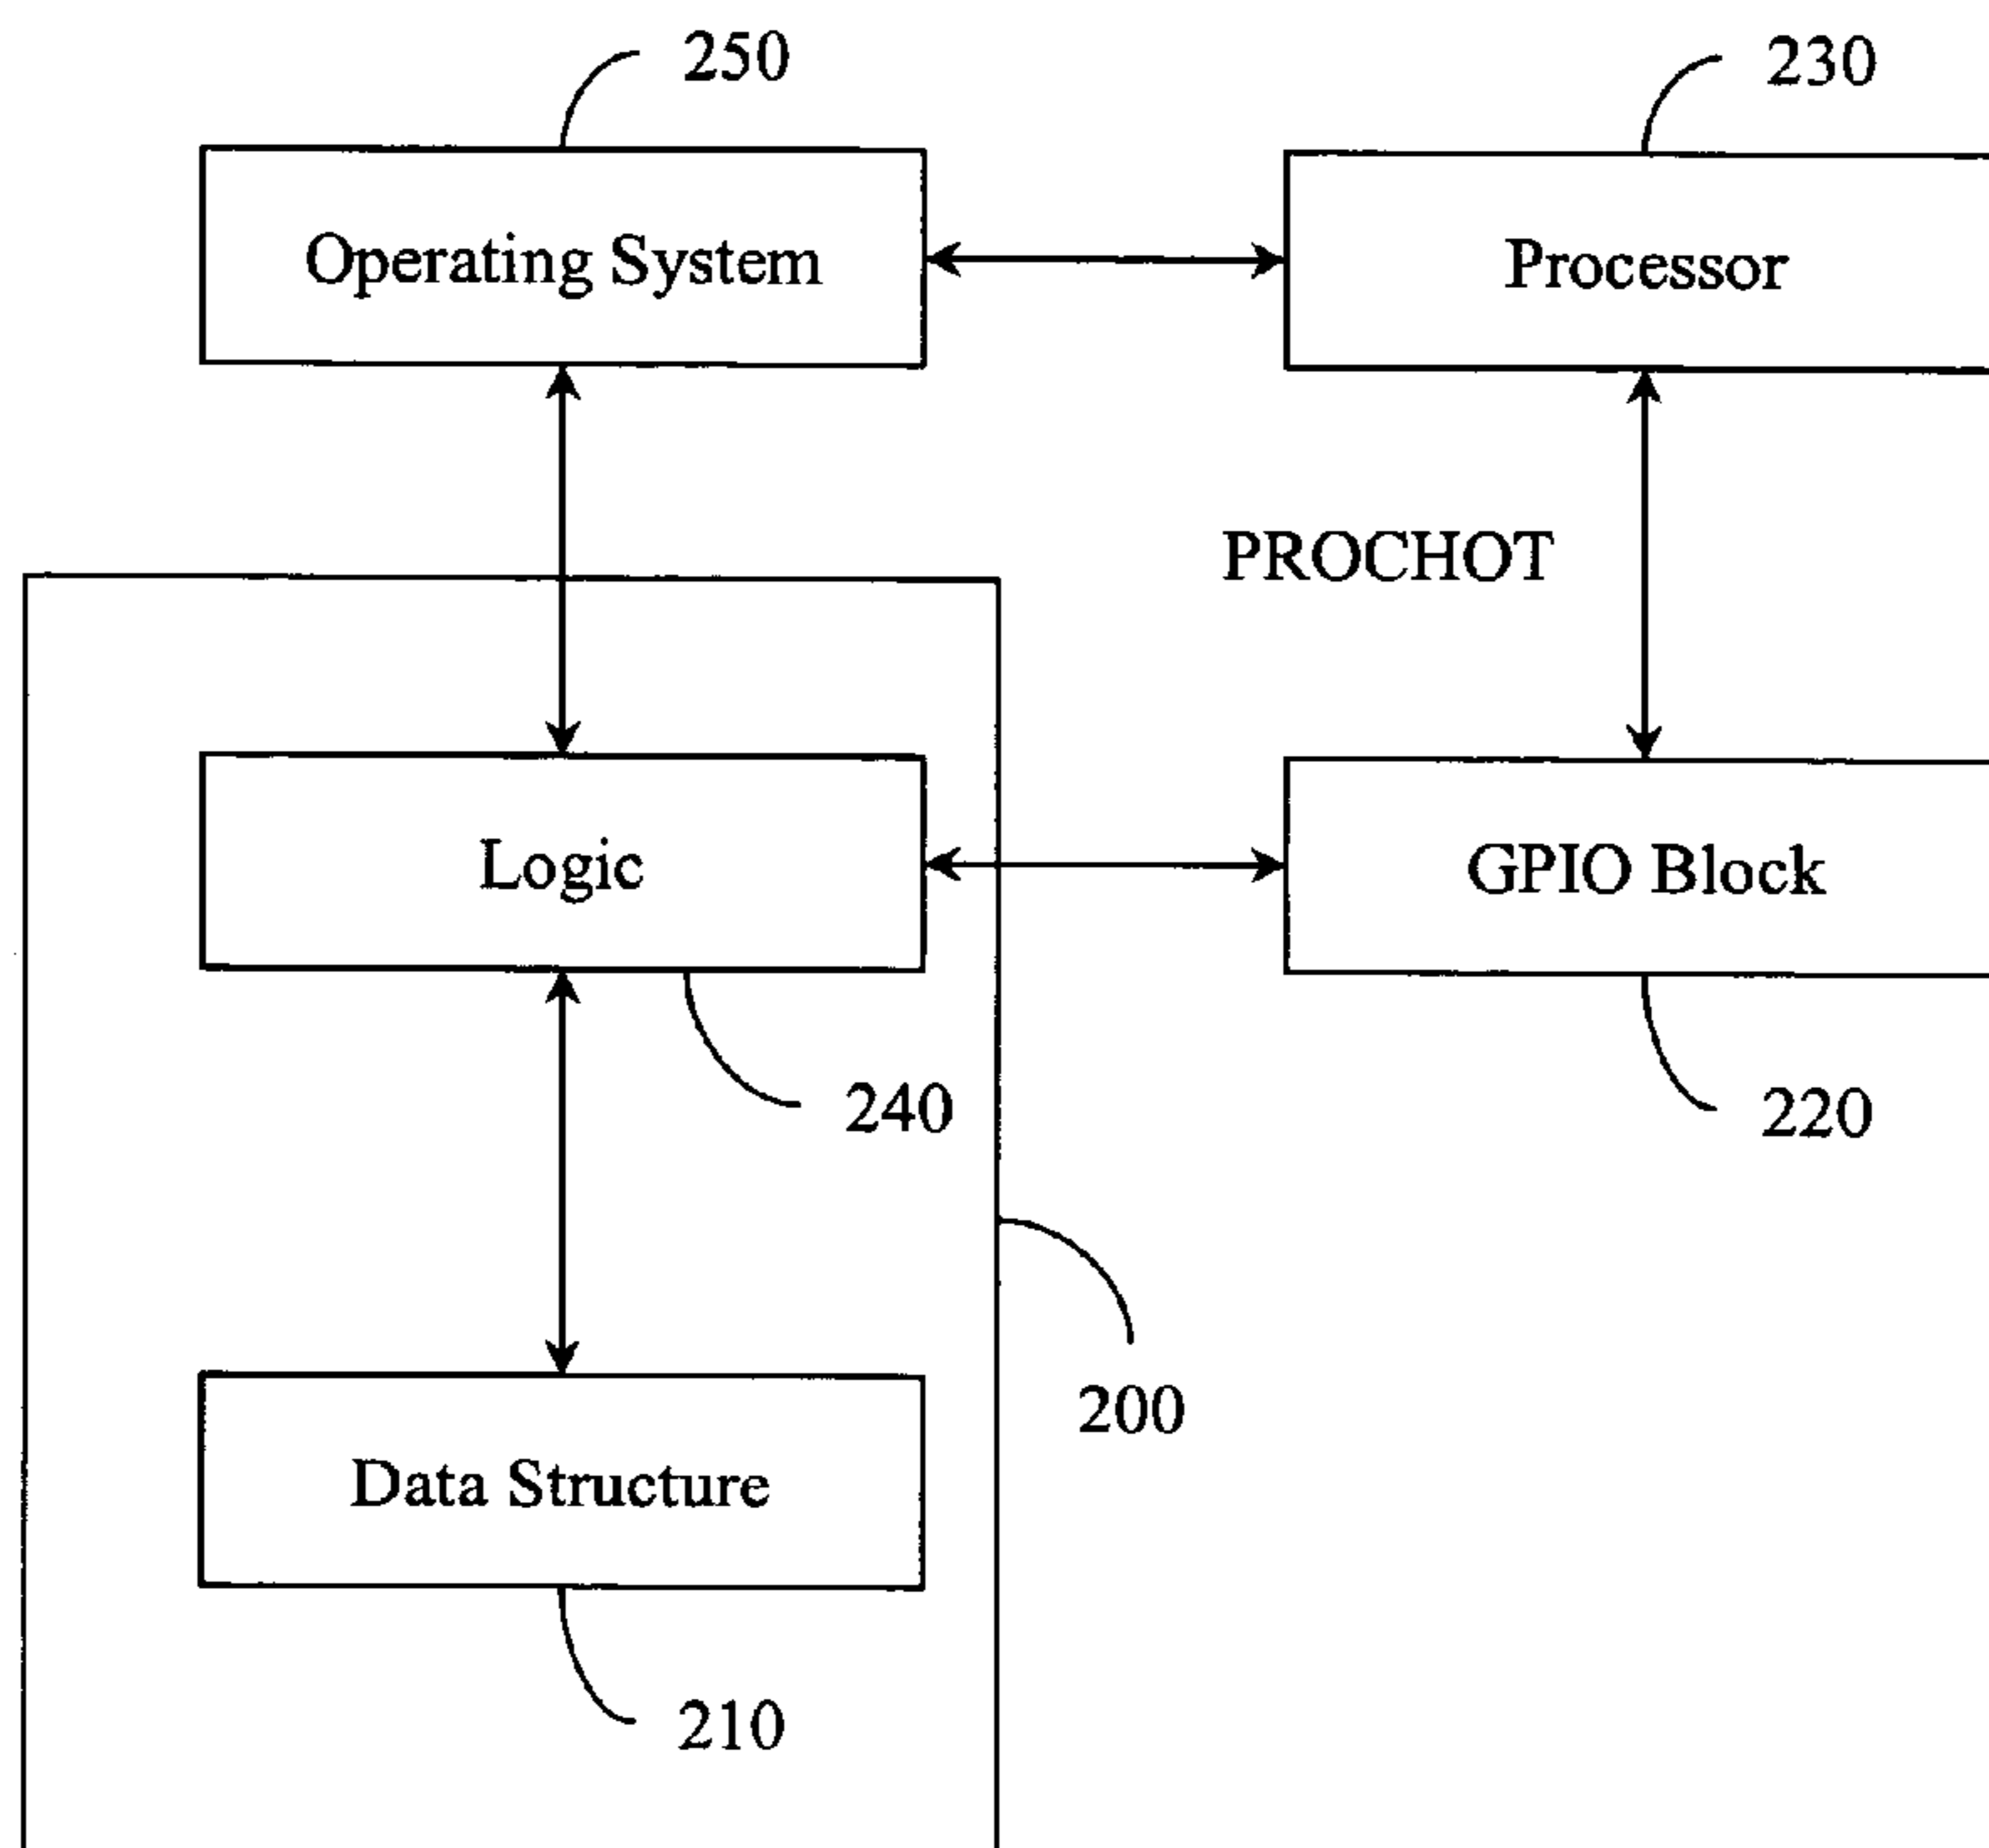 250
230
Operating System
Processor
PROCHOT
Logic
GPIO Block
240
220
200
Data Structure
210